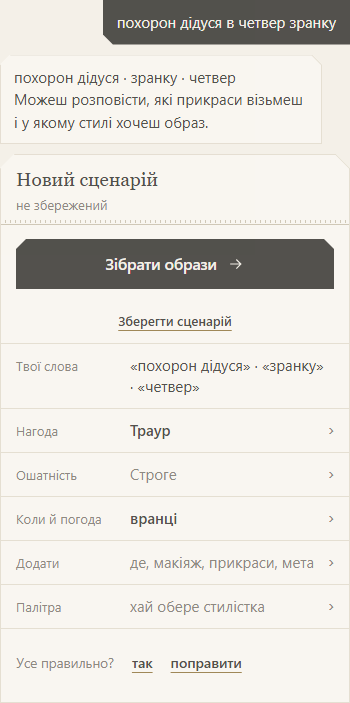 похорон дідуся в четвер зранку
похорон дідуся · зранку · четвер
Можеш розповісти, які прикраси візьмеш
і у якому стилі хочеш образ.
Новий сценарій
не збережений
Зібрати образи →
Зберегти сценарій
Твої слова «похорон дідуся» · «зранку»
· «четвер»
Нагода Траур ›
Ошатність Строге ›
Коли й погода вранці ›
Додати де, макіяж, прикраси, мета ›
Палітра хай обере стилістка ›
Усе правильно? так поправити